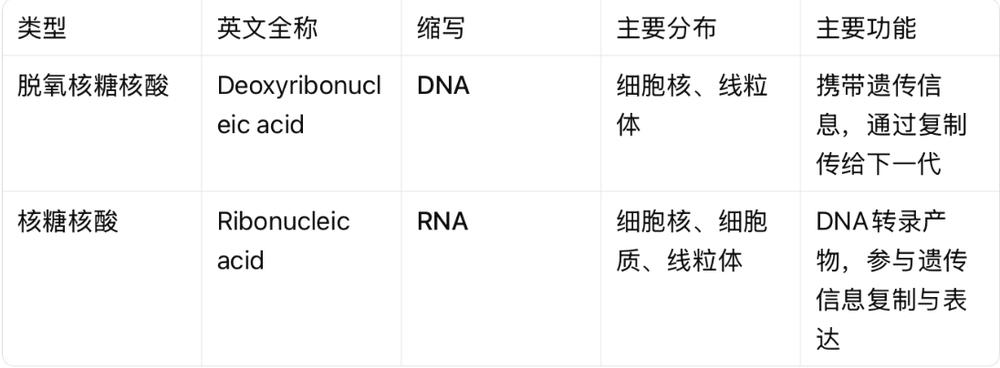 类型 英文全称 缩写 主要分布 主要功能
脱氧核糖核酸 Deoxyribonucl DNA 细胞核、线粒 携带遗传信
eic acid 体 息，通过复制
传给下一代
核糖核酸 Ribonucleic RNA 细胞核、细胞 DNA转录产
acid 质、线粒体 物，参与遗传
信息复制与表
达